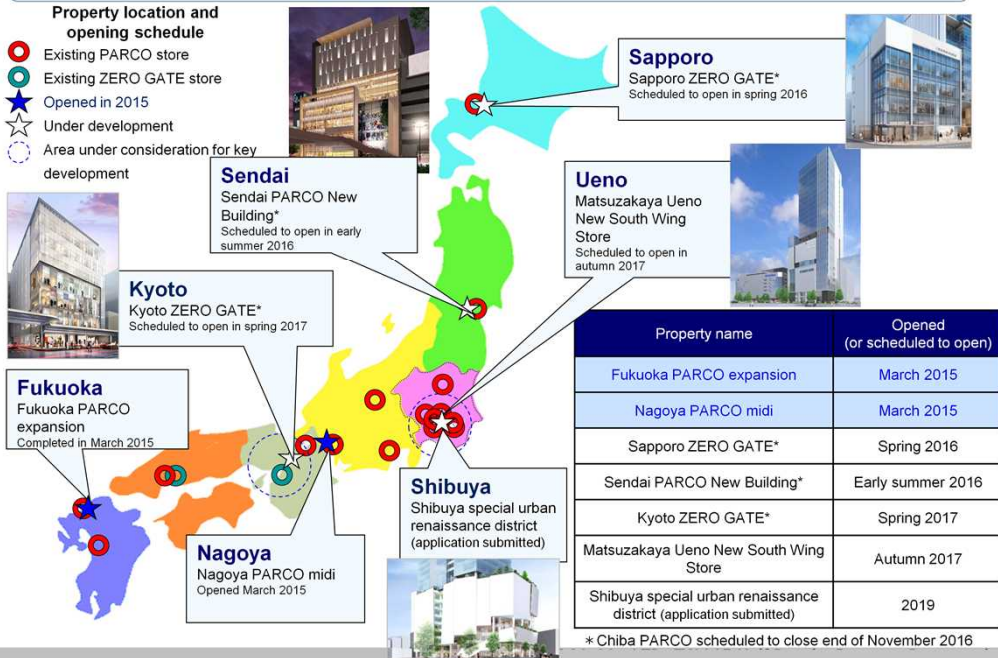 Property location and
opening schedule
Existing PARCO store
Existing ZERO GATE store
Opened in 2015
Under development
Area under consideration for key
development
Sapporo
Sapporo ZERO GATE*
Scheduled to open in spring 2016
Sendai
Sendai PARCO New
Building*
Scheduled to open in early
summer 2016
Ueno
Matsuzakaya Ueno
New South Wing
Store
Scheduled to open in
autumn 2017
Kyoto
Kyoto ZERO GATE*
Scheduled to open in spring 2017
Fukuoka
Fukuoka PARCO
expansion
Completed in March 2015
Nagoya
Nagoya PARCO midi
Opened March 2015
Shibuya
Shibuya special urban
renaissance district
(application submitted)
Property name Opened
(or scheduled to open)
Fukuoka PARCO expansion March 2015
Nagoya PARCO midi March 2015
Sapporo ZERO GATE* Spring 2016
Sendai PARCO New Building* Early summer 2016
Kyoto ZERO GATE* Spring 2017
Matsuzakaya Ueno New South Wing
Store Autumn 2017
Shibuya special urban renaissance
district (application submitted) 2019
* Chiba PARCO scheduled to close end of November 2016